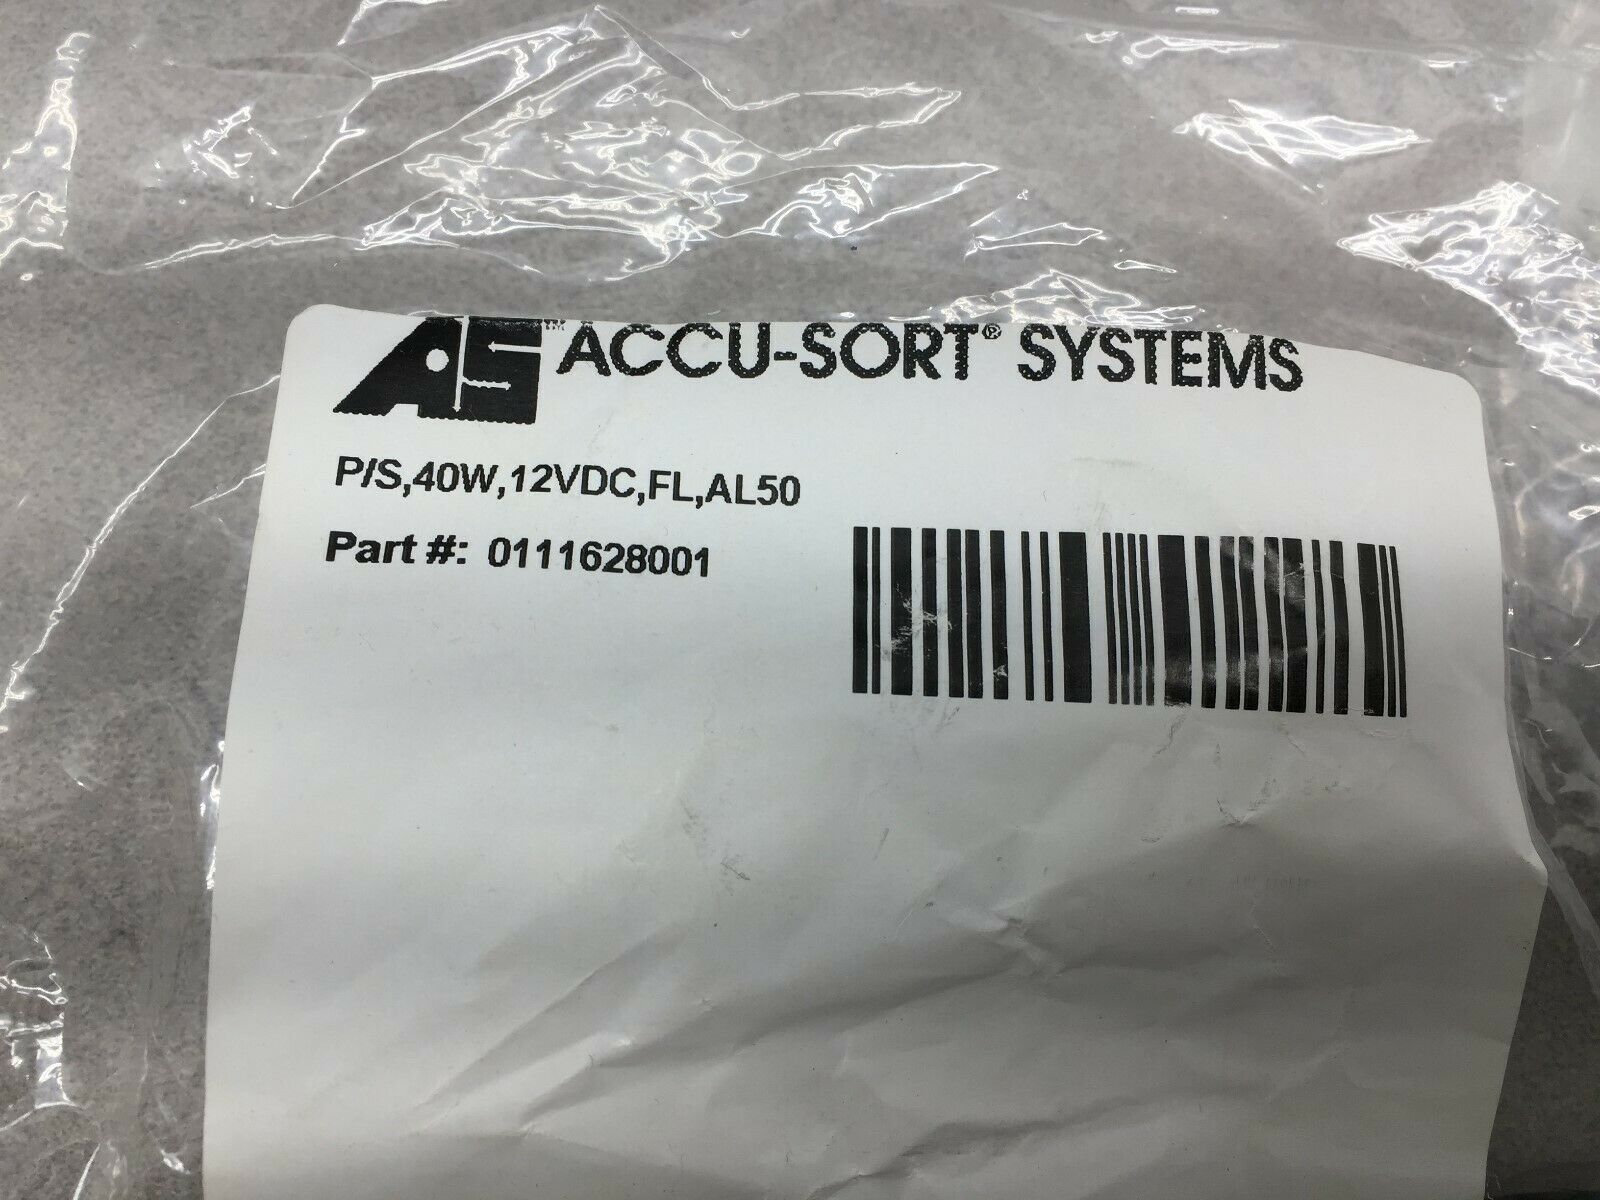 AS ACCU-SORT® SYSTEMS
P/S,40W,12VDC,FL,AL50
Part #: 0111628001